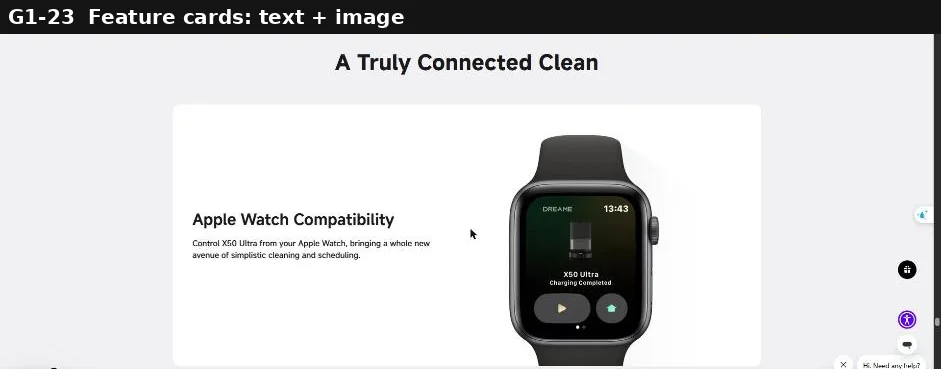 G1-23 Feature cards: text + image
A Truly Connected Clean
Apple Watch Compatibility
Control X50 Ultra from your Apple Watch, bringing a whole new
avenue of simplistic cleaning and scheduling.
DREAME 13:43
X50 Ultra
Charging Completed
Hi. Need any help?